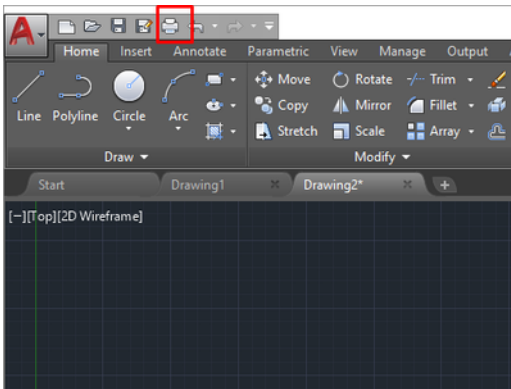 A
Home Insert Annotate Parametric View Manage Output
Line Polyline Circle Arc Move Rotate Trim
Copy Mirror Fillet
Stretch Scale Array
Draw Modify
Start Drawing1 Drawing2*
[−][Top][2D Wireframe]